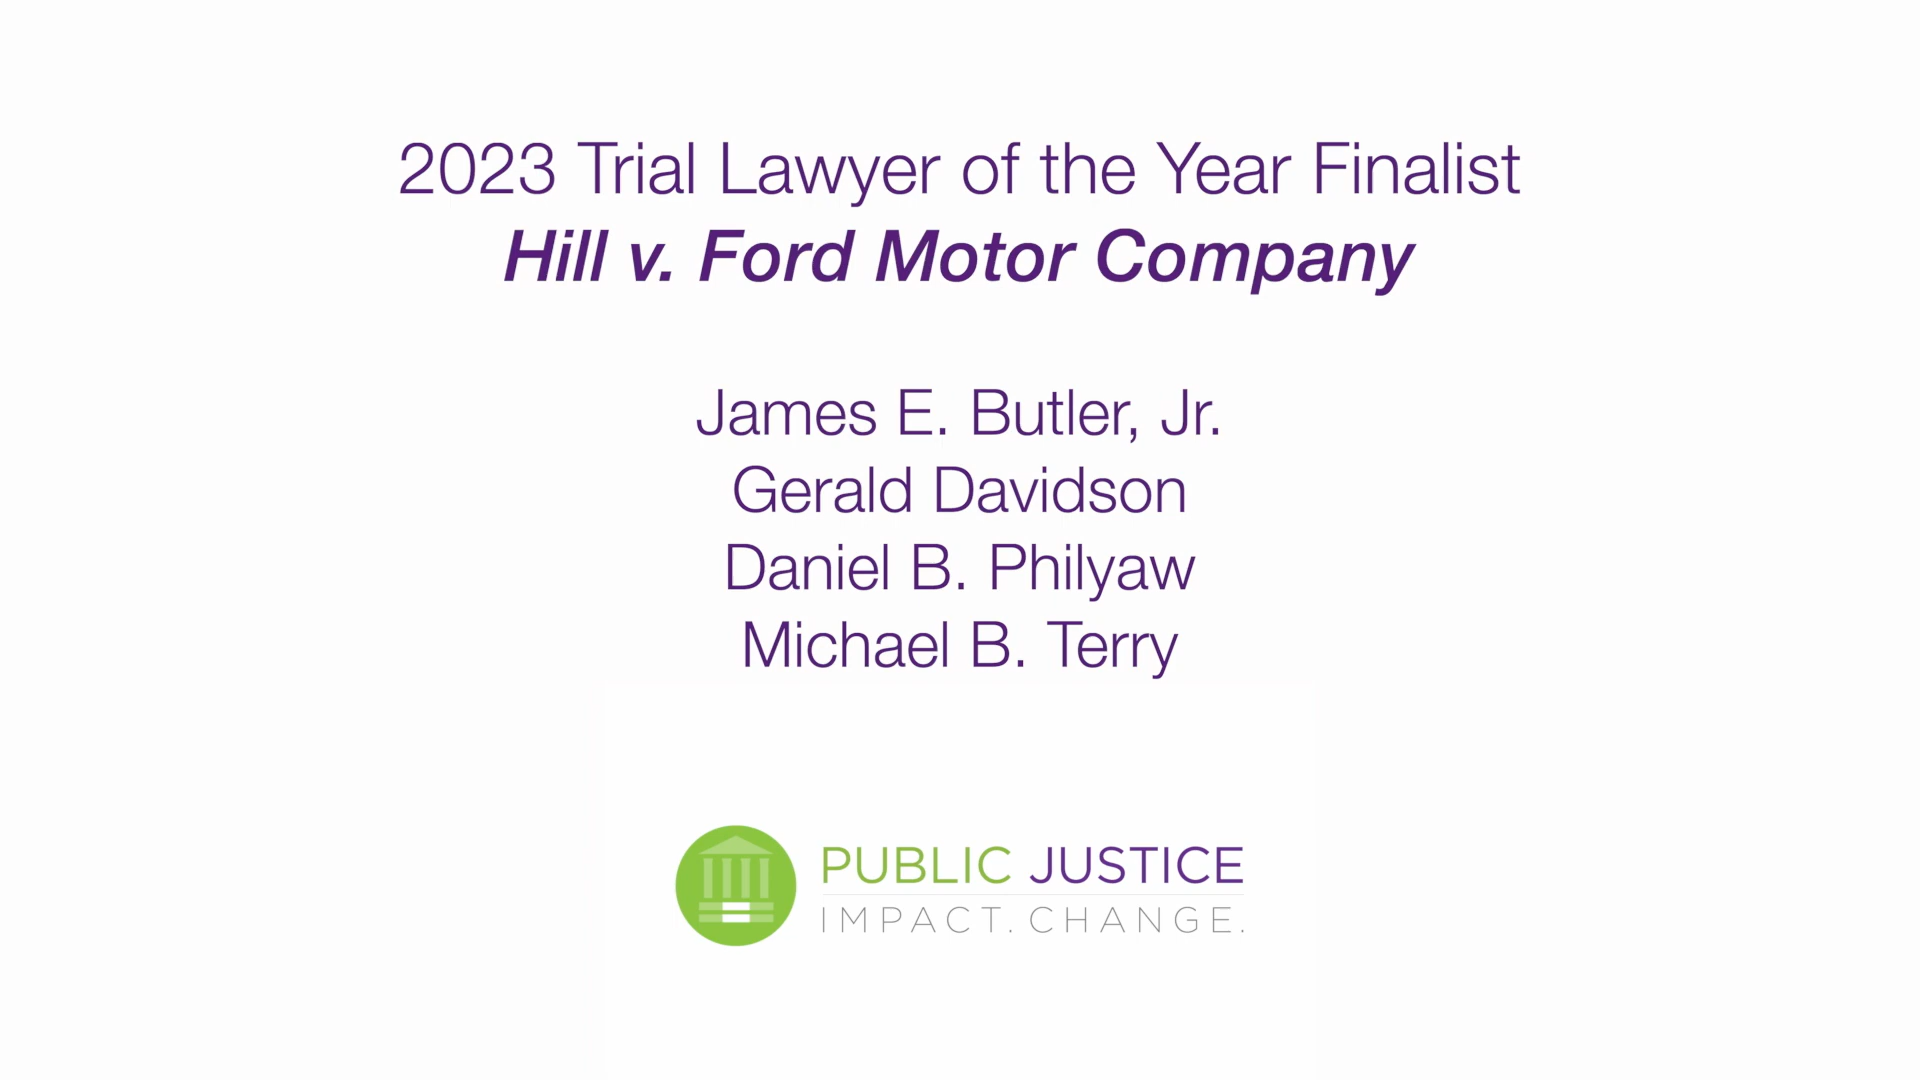 2023 Trial Lawyer of the Year Finalist
Hill v. Ford Motor Company
James E. Butler, Jr.
Gerald Davidson
Daniel B. Philyaw
Michael B. Terry
PUBLIC JUSTICE
IMPACT. CHANGE.